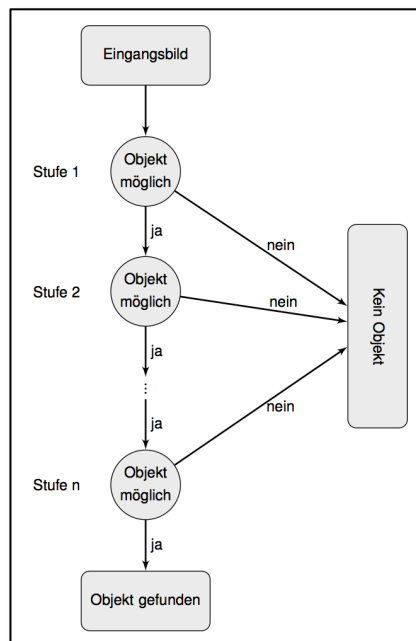 Eingangsbild
Stufe 1
Objekt
möglich
nein
ja
Stufe 2
Objekt
möglich
nein
Kein Objekt
ja
...
nein
ja
Stufe n
Objekt
möglich
ja
Objekt gefunden